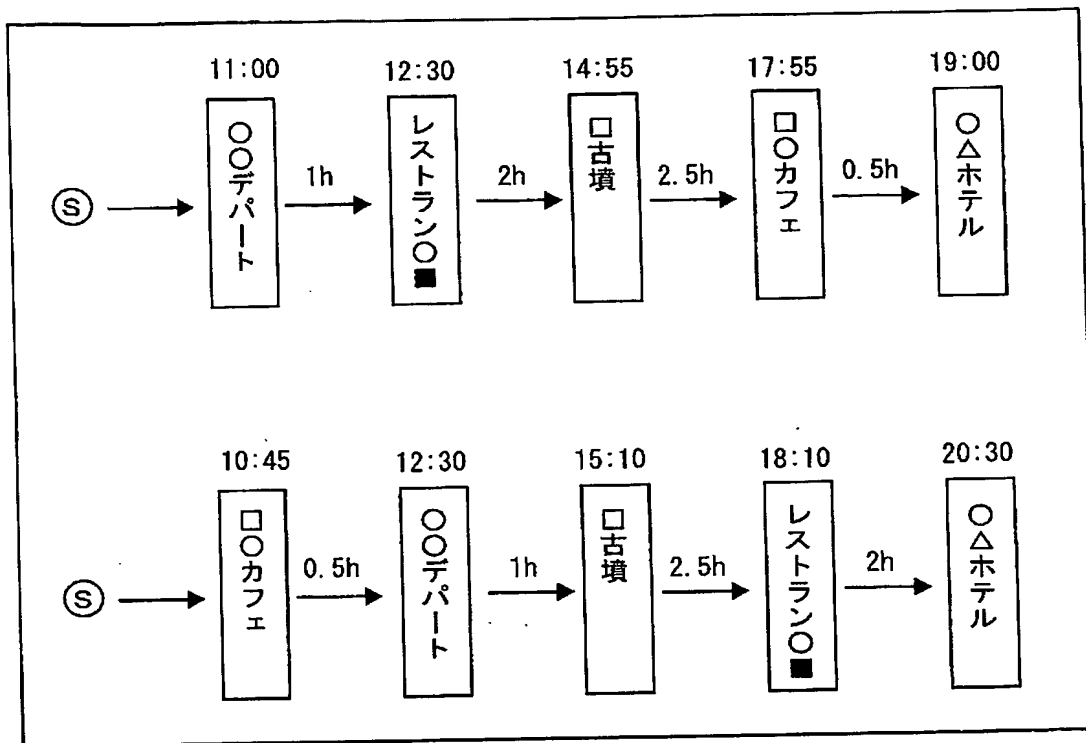 11:00 12:30 14:55 17:55 19:00
Ⓢ ○○デパート 1h レストラン○■ 2h □古墳 2.5h □○カフェ 0.5h ○△ホテル
10:45 12:30 15:10 18:10 20:30
Ⓢ □○カフェ 0.5h ○○デパート 1h □古墳 2.5h レストラン○■ 2h ○△ホテル